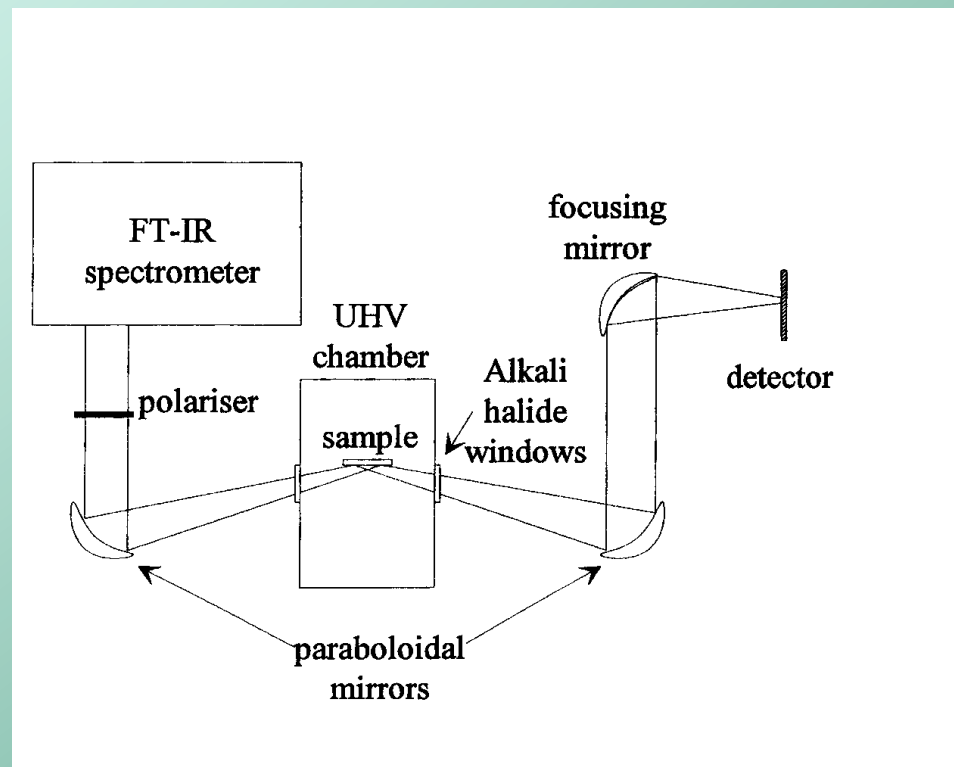 FT-IR
spectrometer
polariser
UHV
chamber
sample
Alkali
halide
windows
focusing
mirror
detector
paraboloidal
mirrors